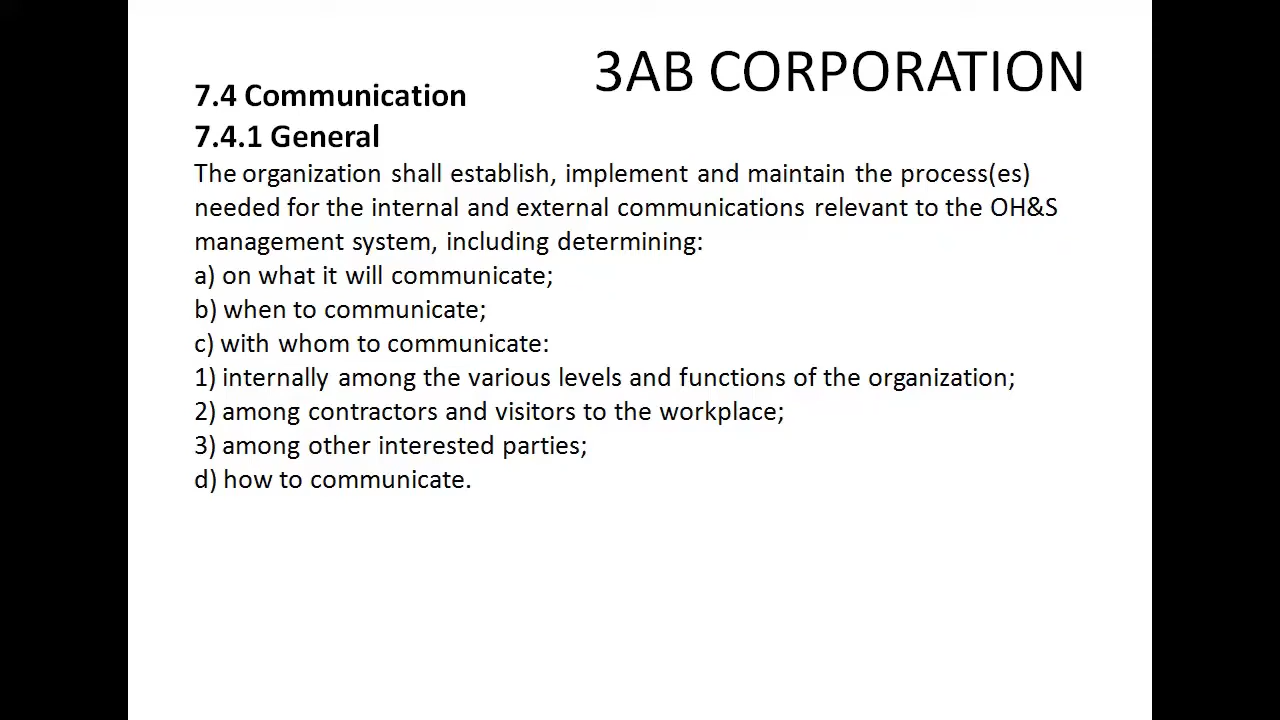 3AB CORPORATION
7.4 Communication
7.4.1 General
The organization shall establish, implement and maintain the process(es)
needed for the internal and external communications relevant to the OH&S
management system, including determining:
a) on what it will communicate;
b) when to communicate;
c) with whom to communicate:
1) internally among the various levels and functions of the organization;
2) among contractors and visitors to the workplace;
3) among other interested parties;
d) how to communicate.